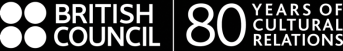 BRITISH
COUNCIL
80 YEARS OF
CULTURAL
RELATIONS